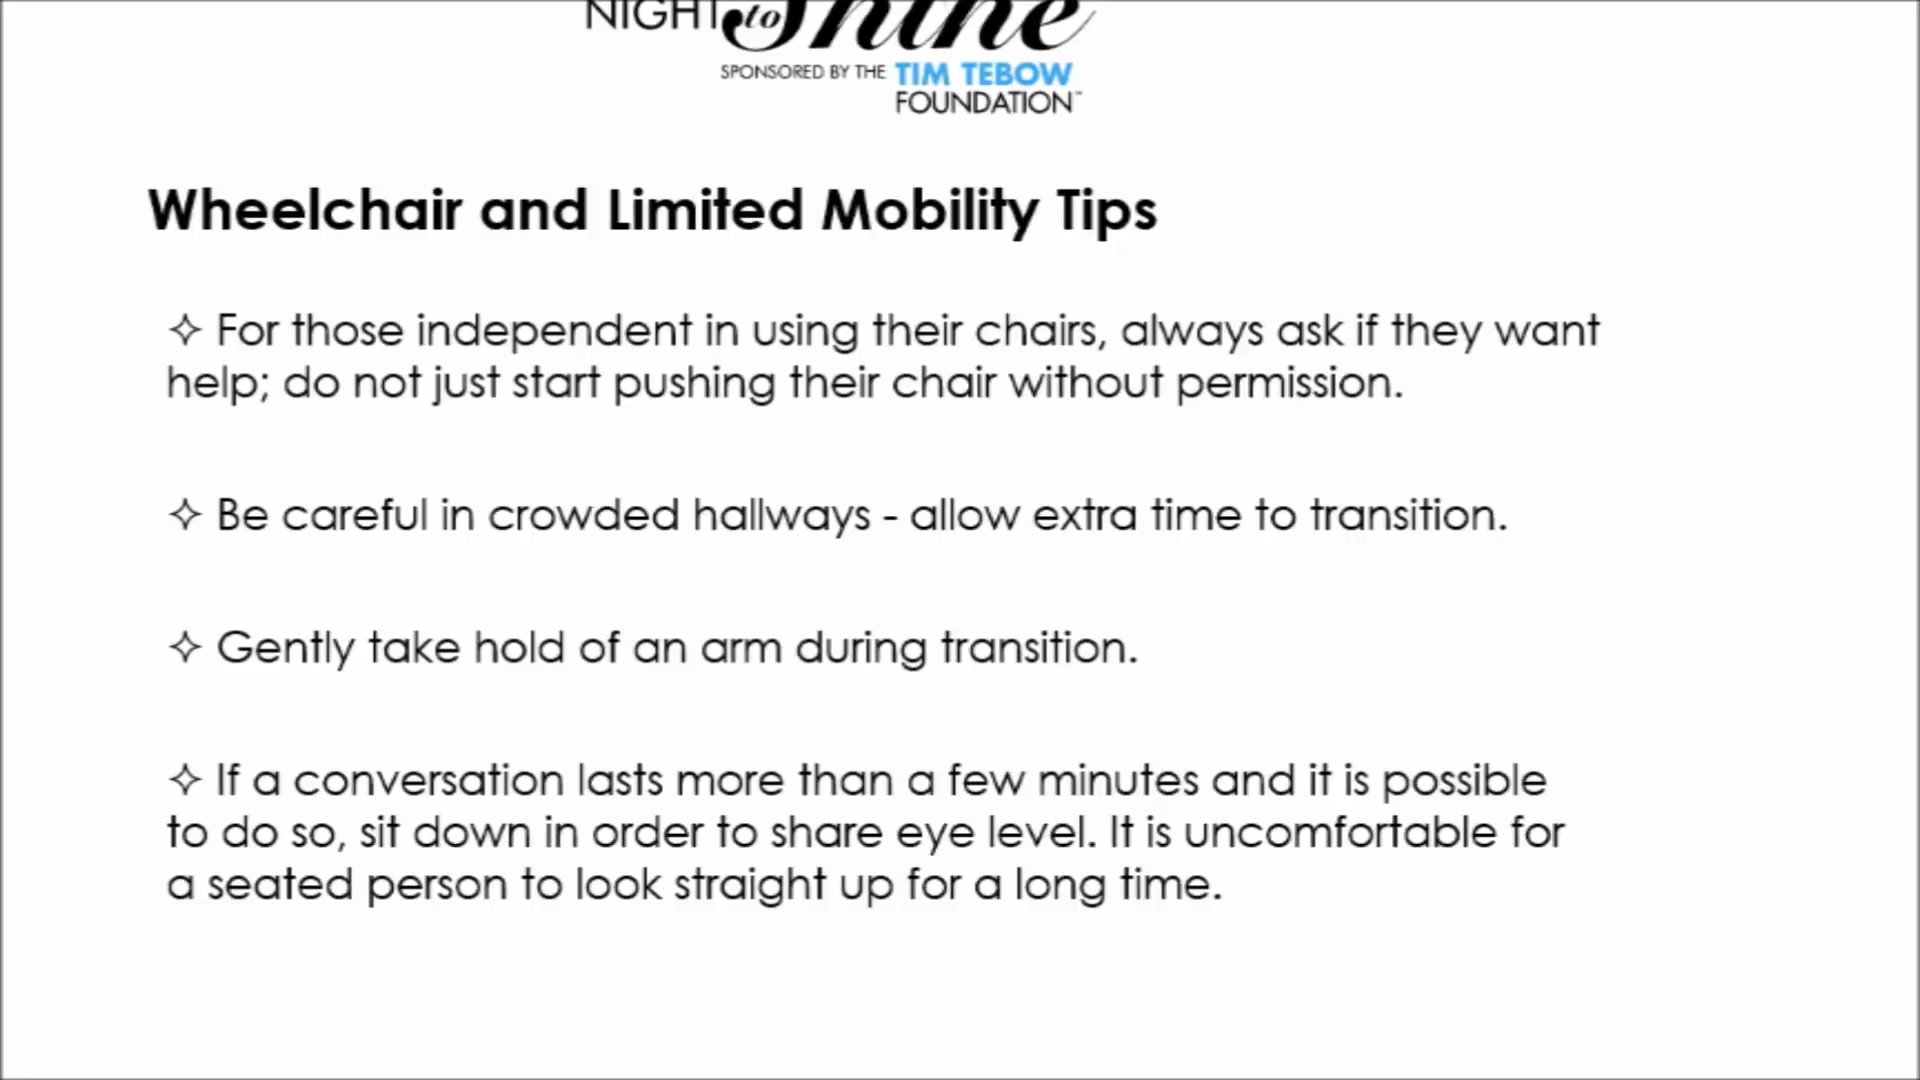 NIGHT to Shine
SPONSORED BY THE TIM TEBOW
FOUNDATION™
Wheelchair and Limited Mobility Tips
✧ For those independent in using their chairs, always ask if they want
help; do not just start pushing their chair without permission.
✧ Be careful in crowded hallways - allow extra time to transition.
✧ Gently take hold of an arm during transition.
✧ If a conversation lasts more than a few minutes and it is possible
to do so, sit down in order to share eye level. It is uncomfortable for
a seated person to look straight up for a long time.